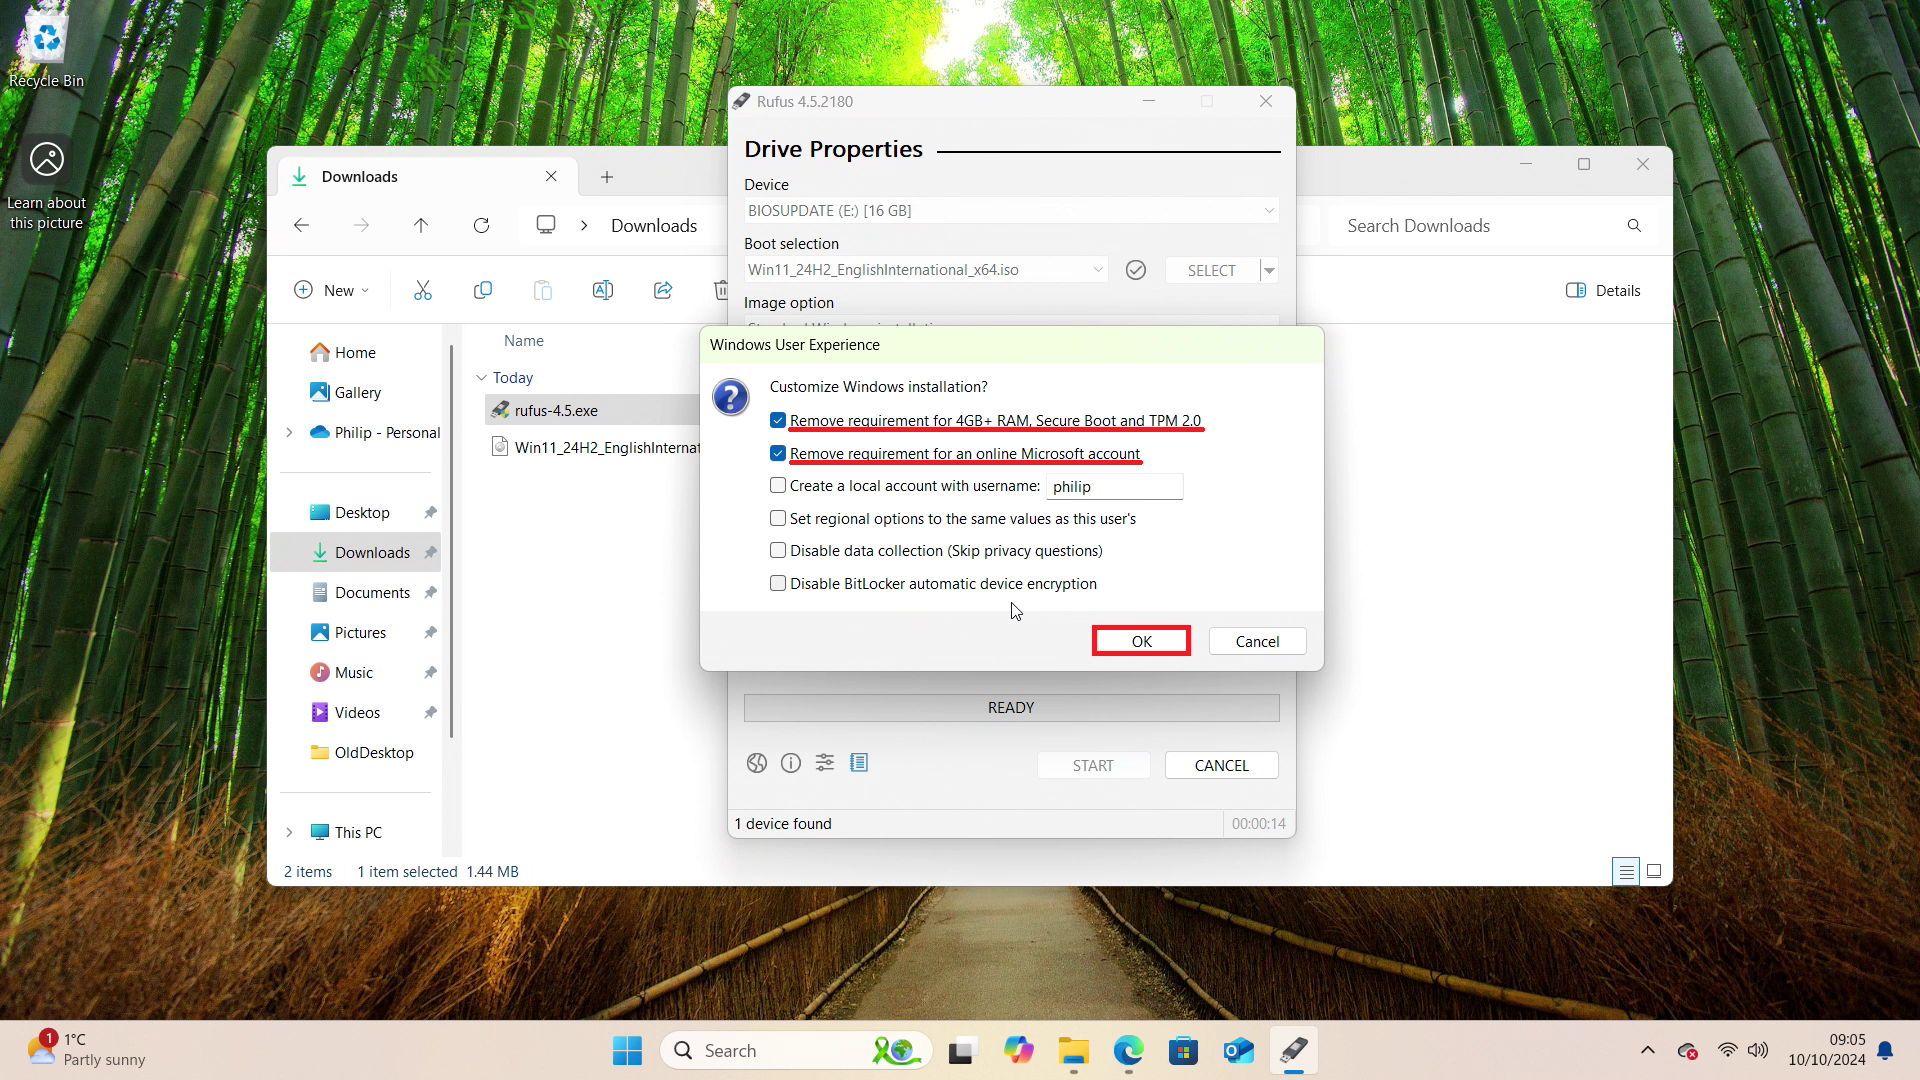 Recycle Bin
Learn about
this picture
Rufus 4.5.2180
Drive Properties
Device
BIOSUPDATE (E:) [16 GB]
Boot selection
Win11_24H2_EnglishInternational_x64.iso
SELECT
Image option
Downloads
Downloads
Search Downloads
New
Details
Home
Gallery
Philip - Personal
Desktop
Downloads
Documents
Pictures
Music
Videos
OldDesktop
This PC
Name
Today
rufus-4.5.exe
Win11_24H2_EnglishInternat
2 items 1 item selected 1.44 MB
Windows User Experience
Customize Windows installation?
Remove requirement for 4GB+ RAM, Secure Boot and TPM 2.0
Remove requirement for an online Microsoft account
Create a local account with username: philip
Set regional options to the same values as this user's
Disable data collection (Skip privacy questions)
Disable BitLocker automatic device encryption
OK Cancel
READY
START CANCEL
1 device found 00:00:14
1
1°C
Partly sunny
Search
09:05
10/10/2024